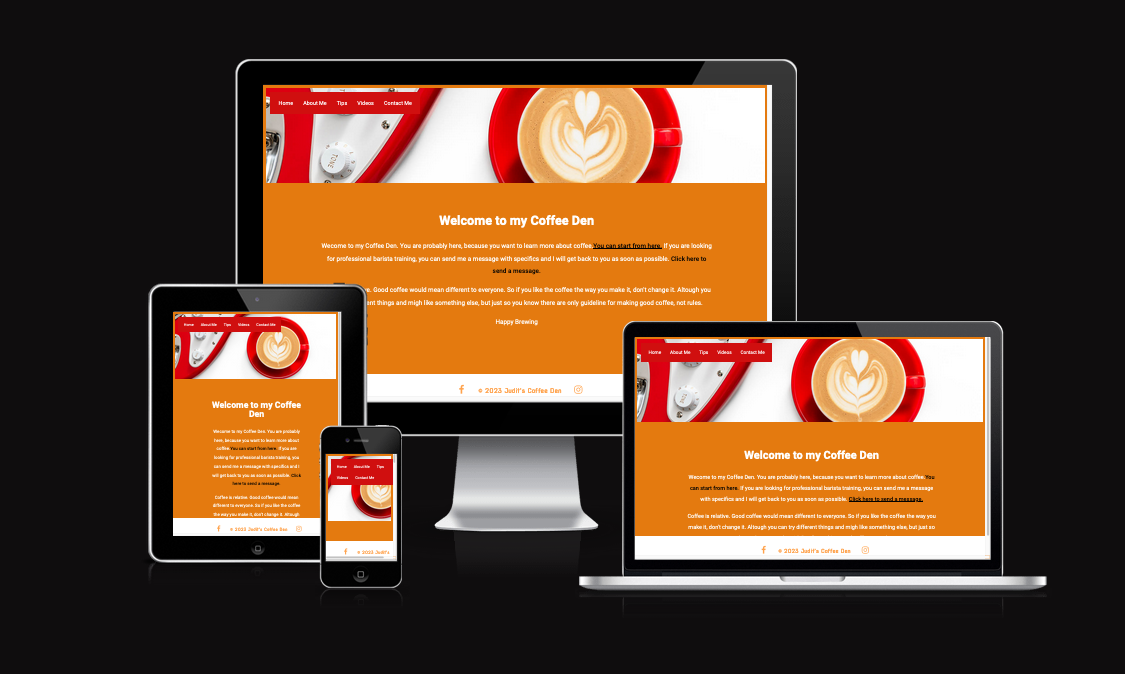 Home About Me Tips Videos Contact Me
TONE
Welcome to my Coffee Den
Wecome to my Coffee Den. You are probably here, because you want to learn more about coffee.You can start from here. If you are looking
for professional barista training, you can send me a message with specifics and I will get back to you as soon as possible. Click here to
send a message.
Good coffee would mean different to everyone. So if you like the coffee the way you make it, don't change it. Altough you
things and migh like something else, but just so you know there are only guideline for making good coffee, not rules.
Happy Brewing
© 2023 Judit's Coffee Den
Home About Me Tips Videos Contact Me
Welcome to my Coffee
Den
Wecome to my Coffee Den. You are probably
here, because you want to learn more about
coffee.You can start from here. If you are
looking for professional barista training, you
can send me a message with specifics and I
will get back to you as soon as possible. Click
here to send a message.
Coffee is relative. Good coffee would mean
different to everyone. So if you like the coffee
the way you make it, don't change it. Altough
© 2023 Judit's Coffee Den
Home About Me Tips
Videos Contact Me
© 2023 Judit's
Home About Me Tips Videos Contact Me
Welcome to my Coffee Den
Wecome to my Coffee Den. You are probably here, because you want to learn more about coffee.You
can start from here. If you are looking for professional barista training, you can send me a message
with specifics and I will get back to you as soon as possible. Click here to send a message.
Coffee is relative. Good coffee would mean different to everyone. So if you like the coffee the way you
make it, don't change it. Altough you can try different things and migh like something else, but just so
© 2023 Judit's Coffee Den